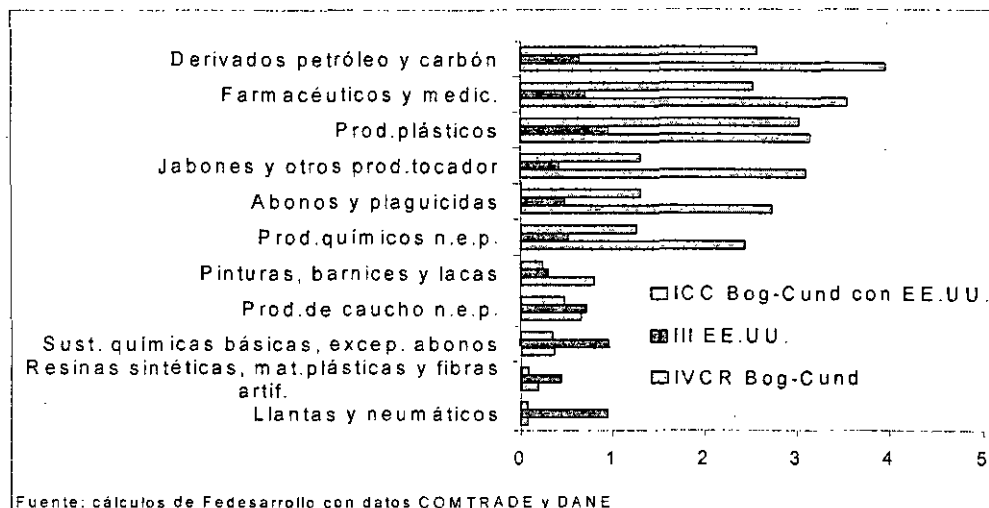 Derivados petróleo y carbón
Farmacéuticos y medic.
Prod.plásticos
Jabones y otros prod.tocador
Abonos y plaguicidas
Prod.químicos n.e.p.
Pinturas, barnices y lacas
Prod.de caucho n.e.p.
Sust. químicas básicas, excep. abonos
Resinas sintéticas, mat.plásticas y fibras
artif.
Llantas y neumáticos
ICC Bog-Cund con EE.UU.
III EE.UU.
IVCR Bog-Cund
0 1 2 3 4 5
Fuente: cálculos de Fedesarrollo con datos COMTRADE y DANE